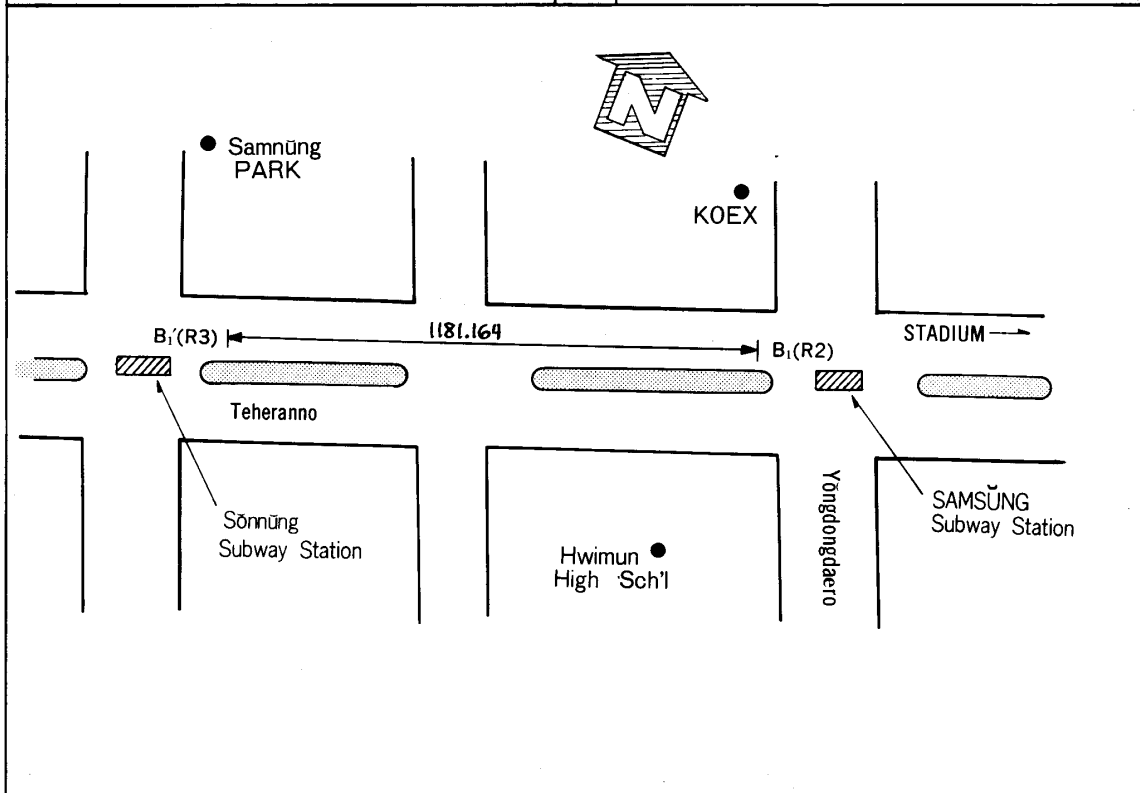 N
Samnŭng
PARK
KOEX
B₁′(R3)
1181.164
B₁(R2)
STADIUM→
Teheranno
Sŏnnŭng
Subway Station
Hwimun
High Sch'l
Yŏngdongdaero
SAMSŬNG
Subway Station